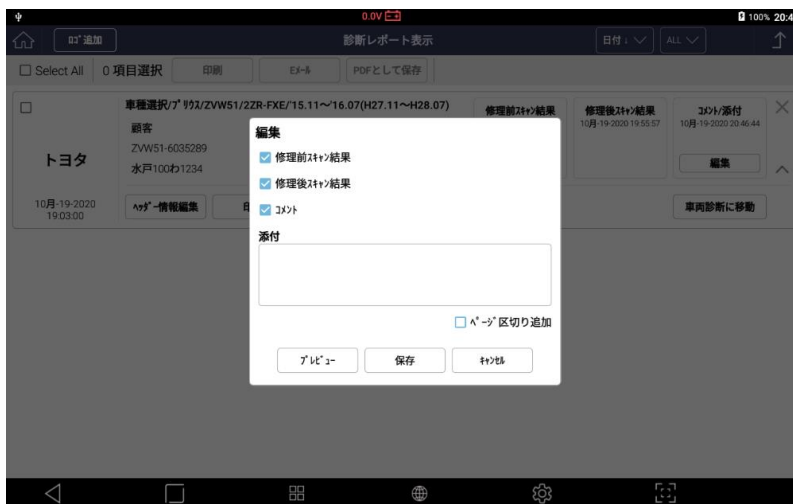 0.0V
100% 20:4
ﾛｺﾞ追加
診断レポート表示
日付↓
ALL
Select All
0 項目選択
印刷
Eﾒｰﾙ
PDFとして保存
車種選択/ﾌﾟﾘｳｽ/ZVW51/2ZR-FXE/'15.11～'16.07(H27.11～H28.07)
顧客
ZVW51-6035289
水戸100わ1234
トヨタ
10月-19-2020
19:03:00
修理前ｽｷｬﾝ結果
修理後ｽｷｬﾝ結果
10月-19-2020 19:55:57
ｺﾒﾝﾄ/添付
10月-19-2020 20:46:44
編集
ﾍｯﾀﾞｰ情報編集
車両診断に移動
編集
修理前ｽｷｬﾝ結果
修理後ｽｷｬﾝ結果
ｺﾒﾝﾄ
添付
ﾍﾟｰｼﾞ区切り追加
ﾌﾟﾚﾋﾞｭｰ
保存
ｷｬﾝｾﾙ